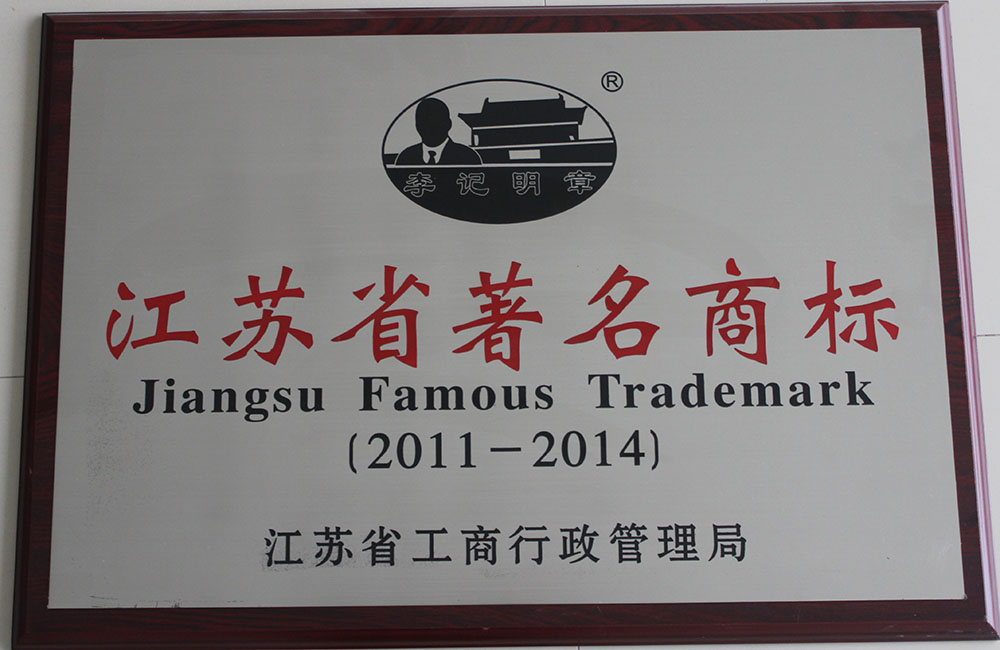 ®
李记明章
江苏省著名商标
Jiangsu Famous Trademark
(2011－2014)
江苏省工商行政管理局